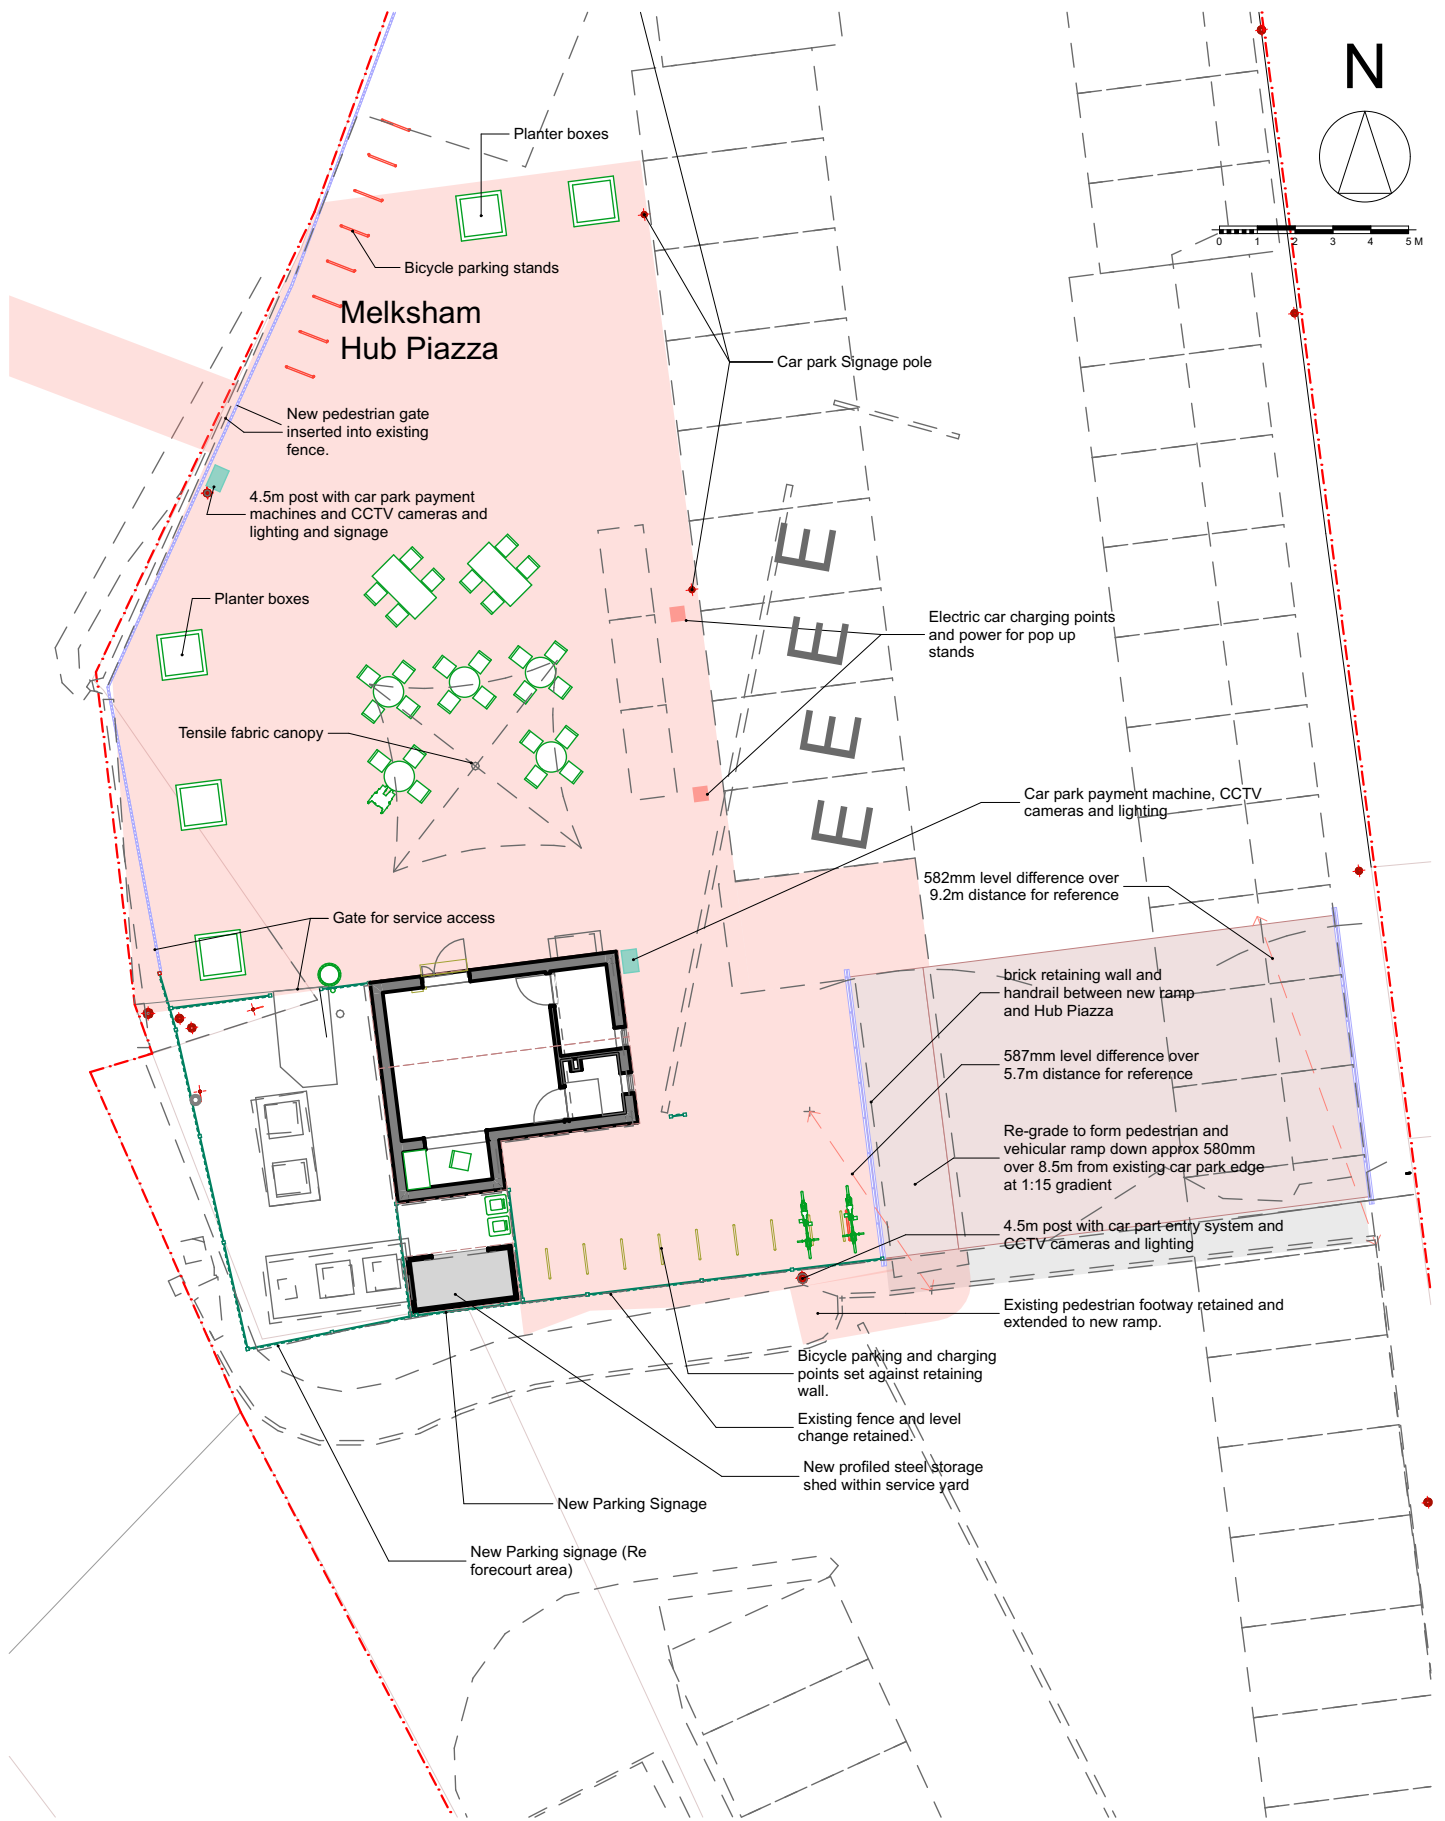 N
Planter boxes
0 1 2 3 4 5 M
Bicycle parking stands
Melksham
Hub Piazza
Car park Signage pole
New pedestrian gate
inserted into existing
fence.
4.5m post with car park payment
machines and CCTV cameras and
lighting and signage
E
E
E
E
Planter boxes
Electric car charging points
and power for pop up
stands
Tensile fabric canopy
Car park payment machine, CCTV
cameras and lighting
582mm level difference over
9.2m distance for reference
Gate for service access
brick retaining wall and
handrail between new ramp
and Hub Piazza
587mm level difference over
5.7m distance for reference
Re-grade to form pedestrian and
vehicular ramp down approx 580mm
over 8.5m from existing car park edge
at 1:15 gradient
4.5m post with car part entry system and
CCTV cameras and lighting
Existing pedestrian footway retained and
extended to new ramp.
Bicycle parking and charging
points set against retaining
wall.
Existing fence and level
change retained.
New profiled steel storage
shed within service yard
New Parking Signage
New Parking signage (Re
forecourt area)